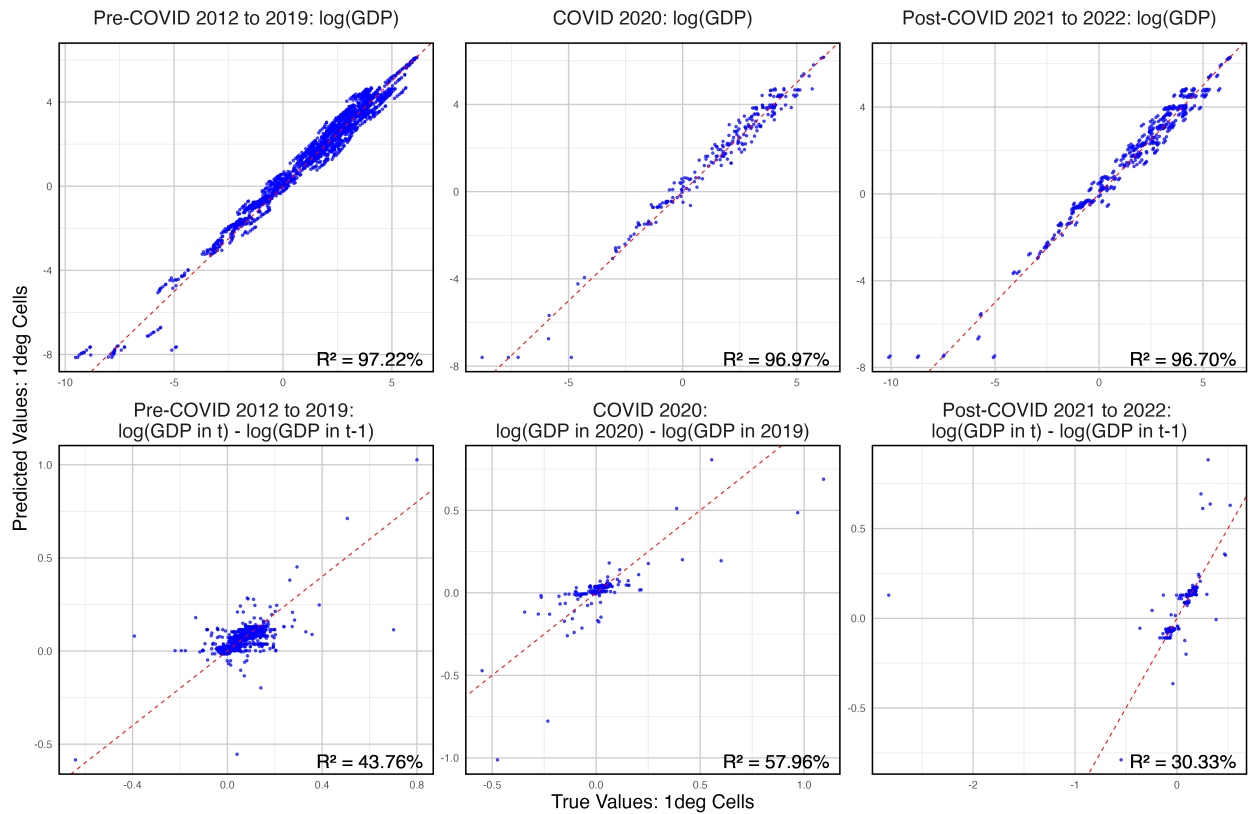 Pre-COVID 2012 to 2019: log(GDP)
COVID 2020: log(GDP)
Post-COVID 2021 to 2022: log(GDP)
4
0
-4
-8
-10
-5
0
5
R² = 97.22%
4
0
-4
-8
-5
0
5
R² = 96.97%
4
0
-4
-8
-10
-5
0
5
R² = 96.70%
Predicted Values: 1deg Cells
Pre-COVID 2012 to 2019:
log(GDP in t) - log(GDP in t-1)
COVID 2020:
log(GDP in 2020) - log(GDP in 2019)
Post-COVID 2021 to 2022:
log(GDP in t) - log(GDP in t-1)
1.0
0.5
0.0
-0.5
-0.4
0.0
0.4
0.8
R² = 43.76%
0.5
0.0
-0.5
-1.0
-0.5
0.0
0.5
1.0
R² = 57.96%
0.5
0.0
-0.5
-2
-1
0
R² = 30.33%
True Values: 1deg Cells